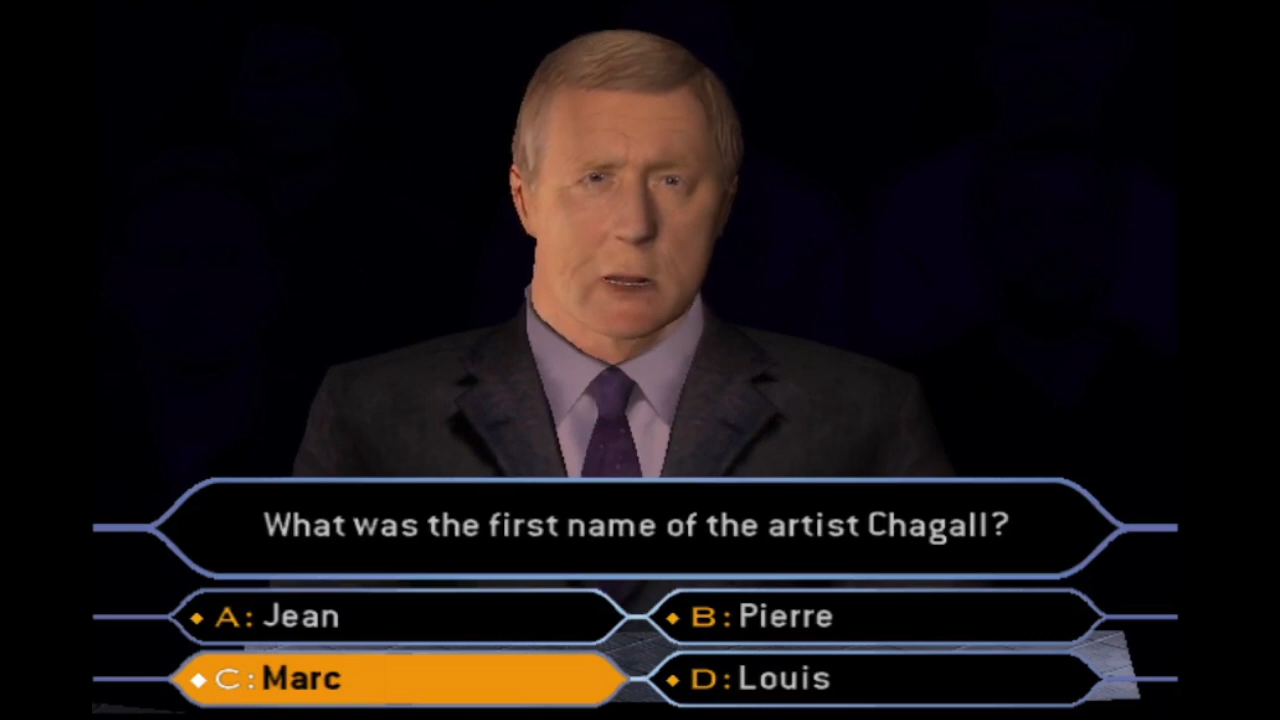 What was the first name of the artist Chagall?
A: Jean
B: Pierre
C: Marc
D: Louis